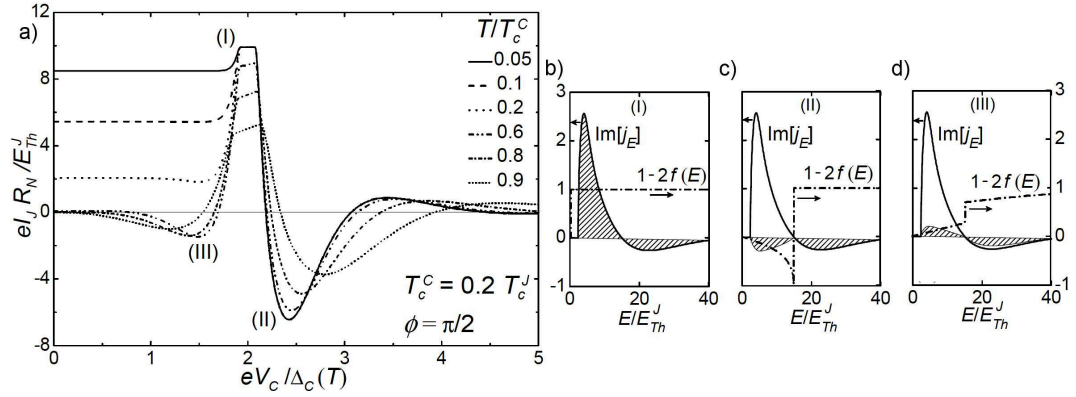 a)
(I)
(II)
(III)
T/T_c^C
0.05
0.1
0.2
0.6
0.8
0.9
T_c^C = 0.2 T_c^J
ϕ = π/2
12
8
4
0
-4
-8
eI_J R_N /E_Th^J
0 1 2 3 4 5
eV_C /Δ_C(T)
b)
(I)
Im[j_E]
1-2f(E)
3
2
1
0
-1
0 20 40
E/E_Th^J
c)
(II)
Im[j_E]
1-2f(E)
0 20 40
E/E_Th^J
d)
(III)
Im[j_E]
1-2f(E)
3
2
1
0
-1
0 20 40
E/E_Th^J